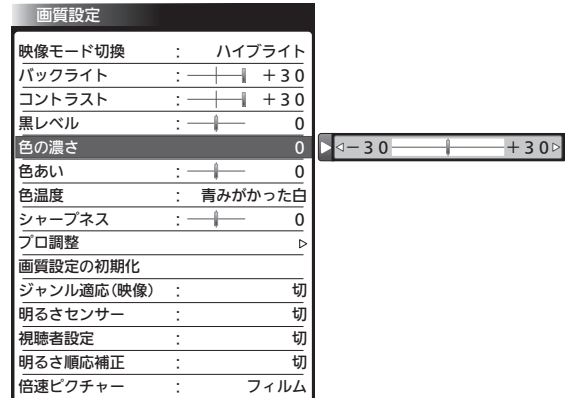 画質設定
映像モード切換 : ハイブライト
バックライト : +30
コントラスト : +30
黒レベル : 0
色の濃さ 0 -30 +30
色あい : 0
色温度 : 青みがかった白
シャープネス : 0
プロ調整
画質設定の初期化
ジャンル適応(映像) : 切
明るさセンサー : 切
視聴者設定 : 切
明るさ順応補正 : 切
倍速ピクチャー : フィルム